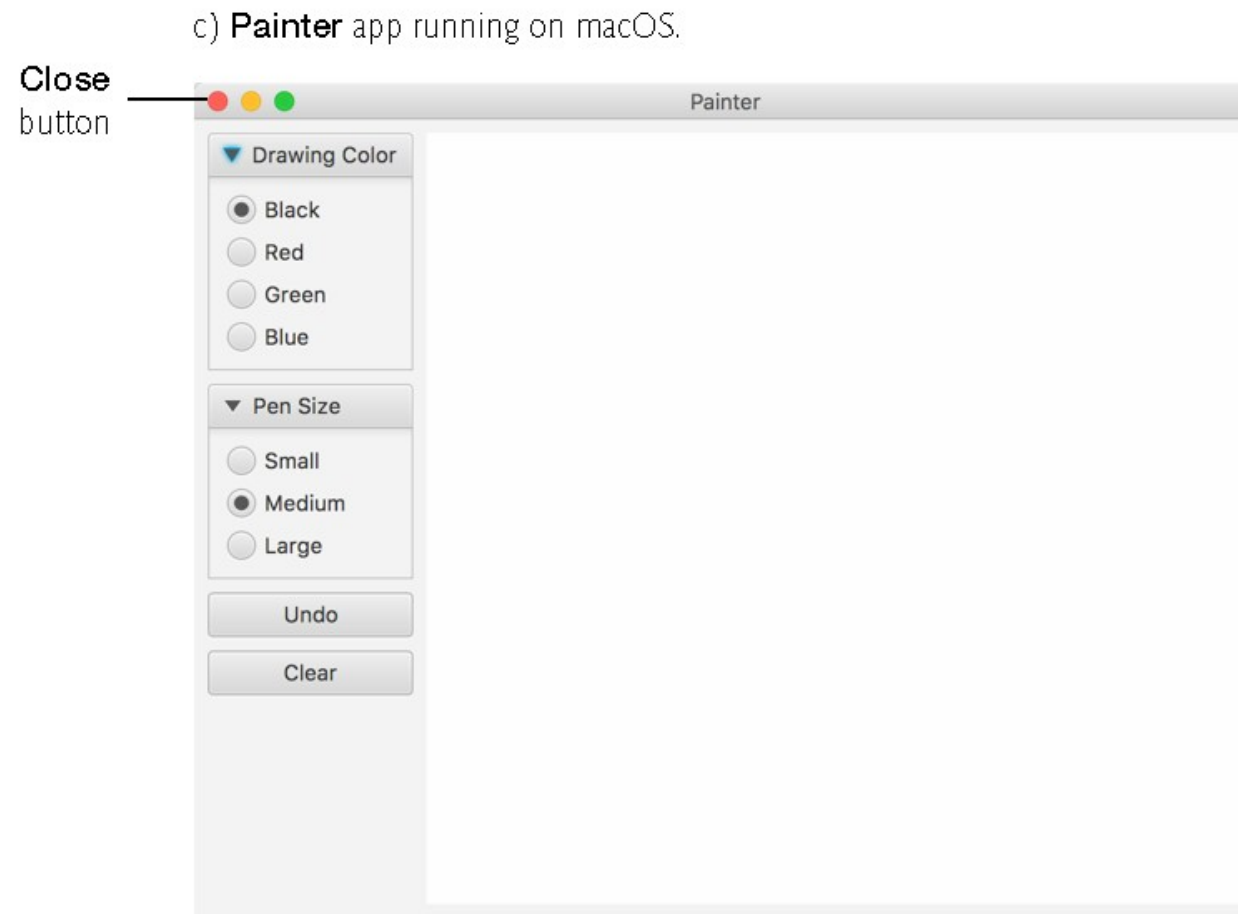 c) Painter app running on macOS.
Close
button
Painter
Drawing Color
Black
Red
Green
Blue
Pen Size
Small
Medium
Large
Undo
Clear